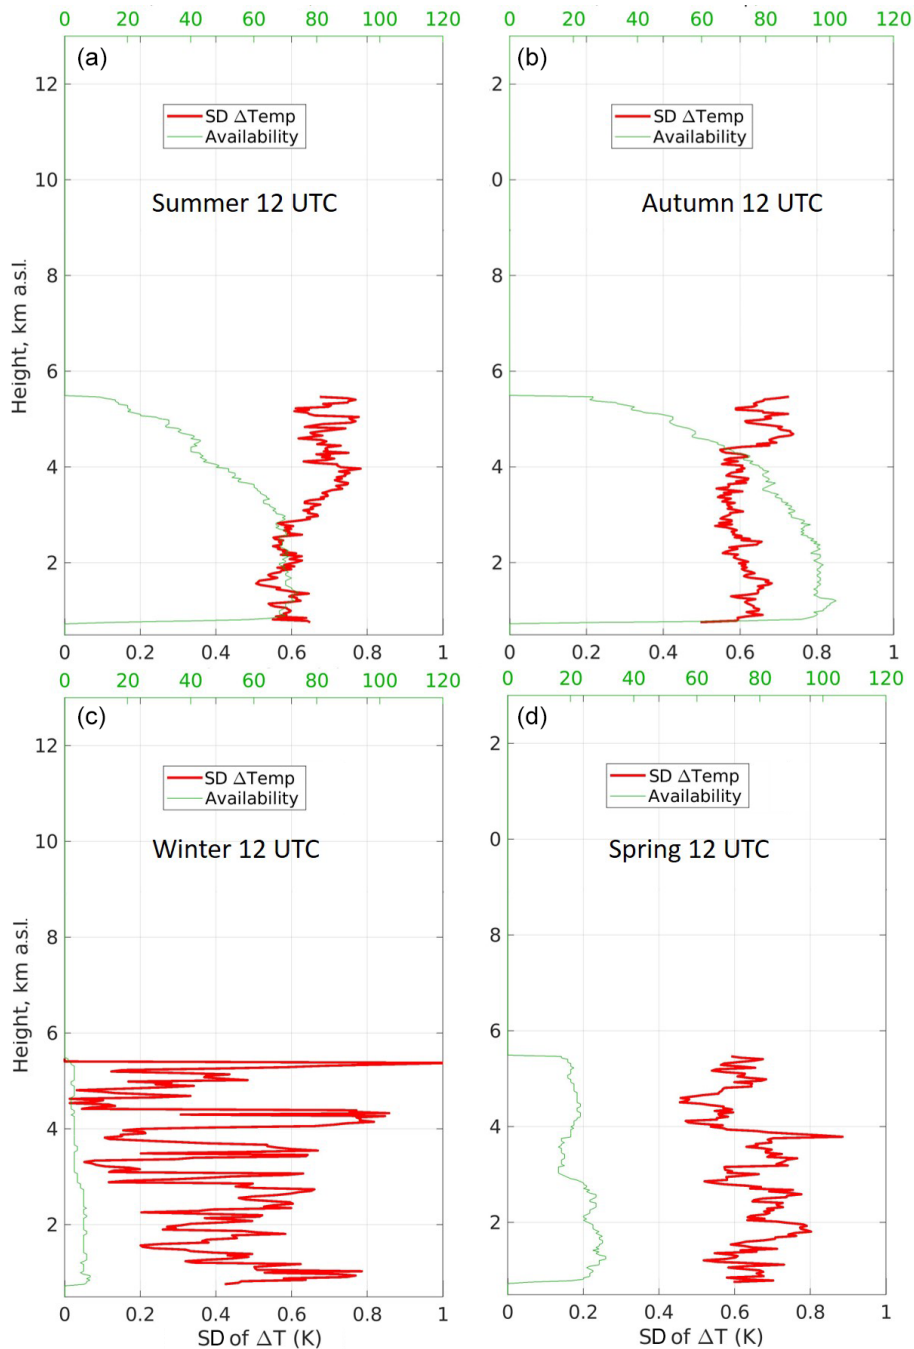 0 20 40 60 80 100 120
0 20 40 60 80 100 120
(a)
(b)
12
2
SD ΔTemp
Availability
SD ΔTemp
Availability
10
0
Summer 12 UTC
Autumn 12 UTC
8
8
Height, km a.s.l.
6
6
4
4
2
2
0 0.2 0.4 0.6 0.8 1
0 0.2 0.4 0.6 0.8 1
0 20 40 60 80 100 120
0 20 40 60 80 100 120
(c)
(d)
12
2
SD ΔTemp
Availability
SD ΔTemp
Availability
10
0
Winter 12 UTC
Spring 12 UTC
8
8
Height, km a.s.l.
6
6
4
4
2
2
0 0.2 0.4 0.6 0.8 1
0 0.2 0.4 0.6 0.8 1
SD of ΔT (K)
SD of ΔT (K)